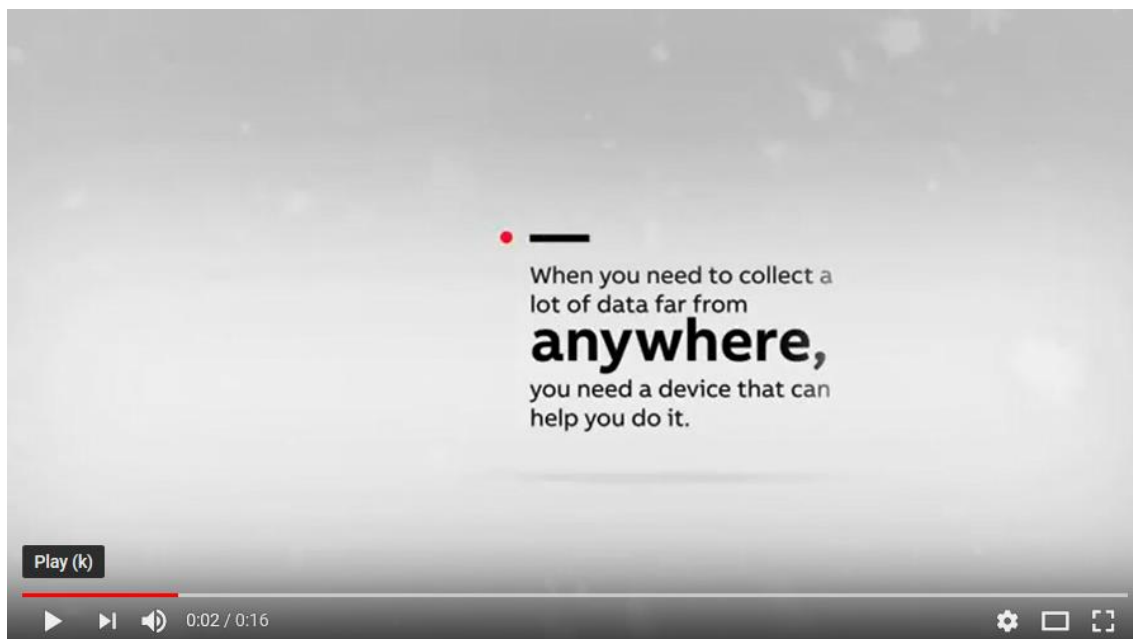 When you need to collect a
lot of data far from
anywhere,
you need a device that can
help you do it.
Play (k)
0:02 / 0:16